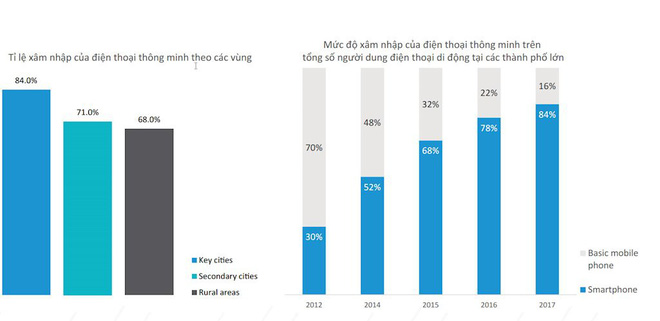 Tỉ lệ xâm nhập của điện thoại thông minh theo các vùng
84.0%
71.0%
68.0%
Key cities
Secondary cities
Rural areas
Mức độ xâm nhập của điện thoại thông minh trên
tổng số người dung điện thoại di động tại các thành phố lớn
70%
48%
32%
22%
16%
30%
52%
68%
78%
84%
2012
2014
2015
2016
2017
Basic mobile
phone
Smartphone